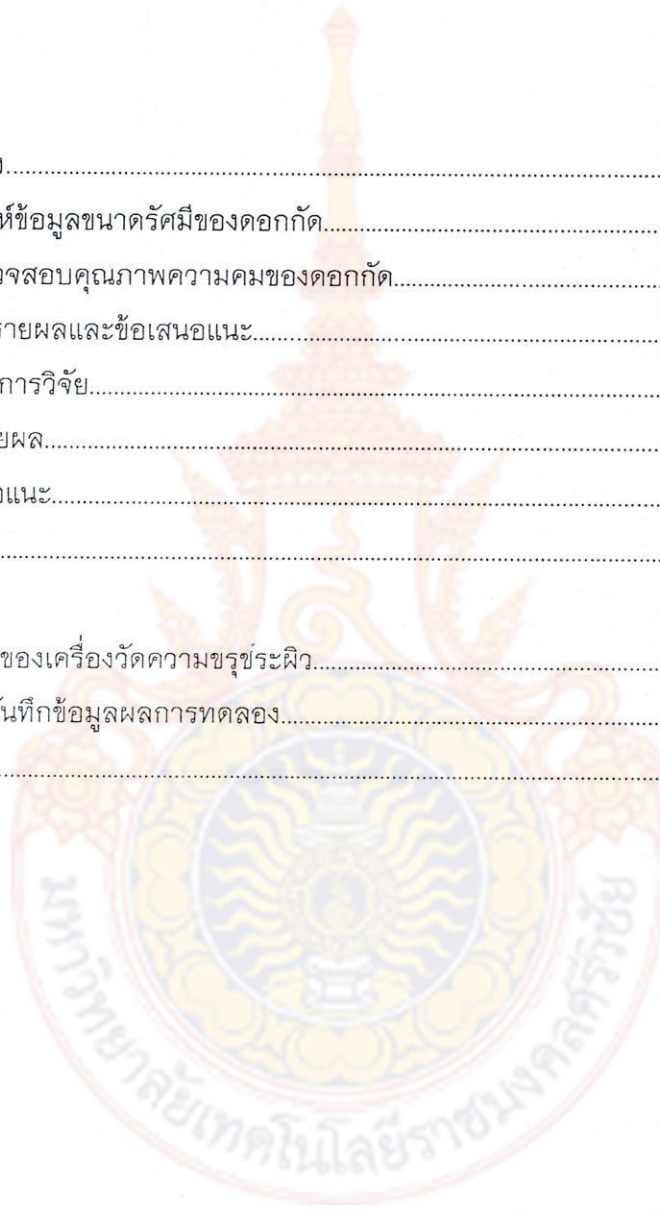 ง
ห์ข้อมูลขนาดรัศมีของดอกกัด
วจสอบคุณภาพความคมของดอกกัด
รายผลและข้อเสนอแนะ
การวิจัย
ยผล
อแนะ
ของเครื่องวัดความขรุขระผิว
ันทึกข้อมูลผลการทดลอง
มหาวิทยาลัยเทคโนโลยีราชมงคลศรีวิชัย